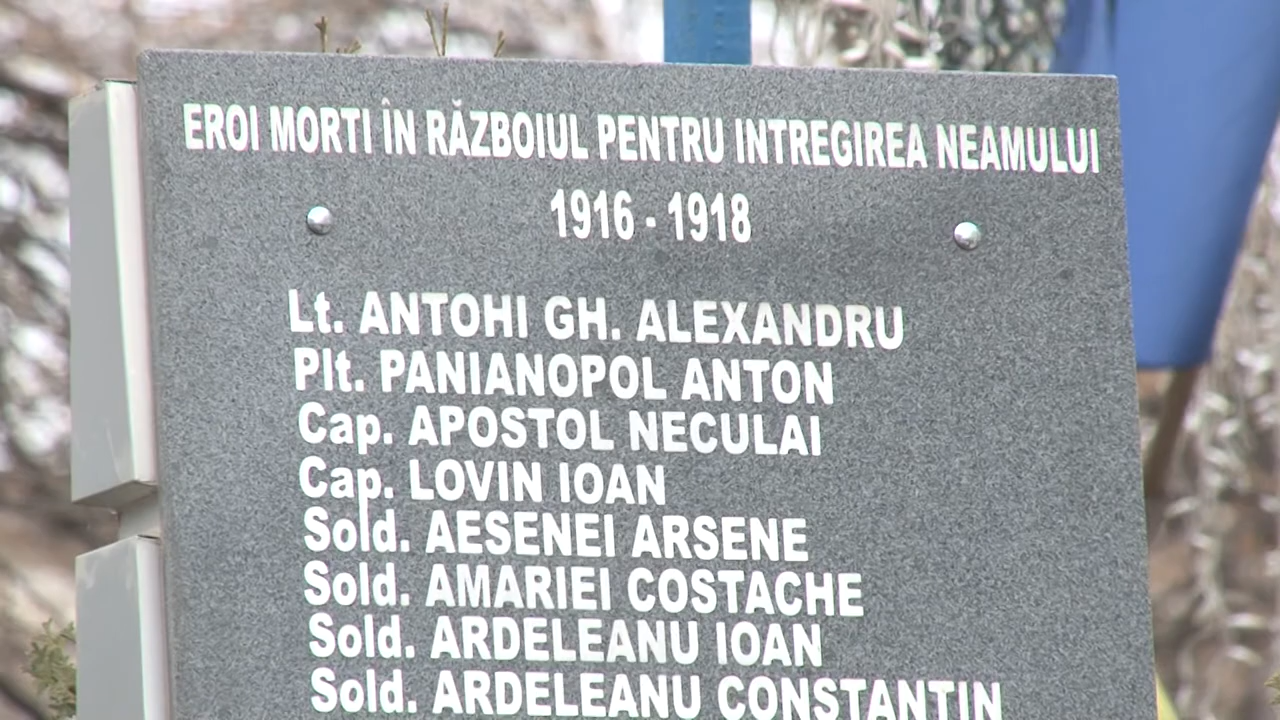 EROI MORTI ÎN RĂZBOIUL PENTRU INTREGIREA NEAMULUI
1916 - 1918
Lt. ANTOHI GH. ALEXANDRU
Plt. PANIANOPOL ANTON
Cap. APOSTOL NECULAI
Cap. LOVIN IOAN
Sold. AESENEI ARSENE
Sold. AMARIEI COSTACHE
Sold. ARDELEANU IOAN
Sold. ARDELEANU CONSTANTIN